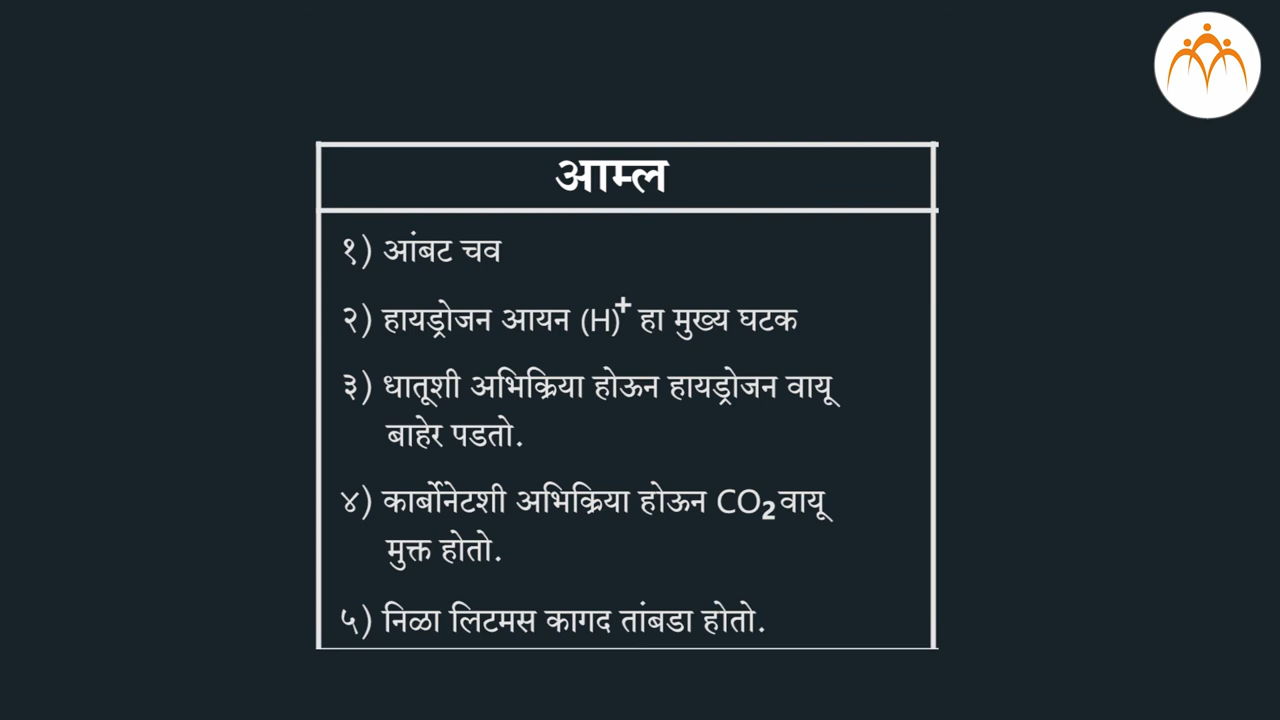 आम्ल
१) आंबट चव
२) हायड्रोजन आयन (H)⁺ हा मुख्य घटक
३) धातूशी अभिक्रिया होऊन हायड्रोजन वायू
बाहेर पडतो.
४) कार्बोनेटशी अभिक्रिया होऊन CO₂ वायू
मुक्त होतो.
५) निळा लिटमस कागद तांबडा होतो.